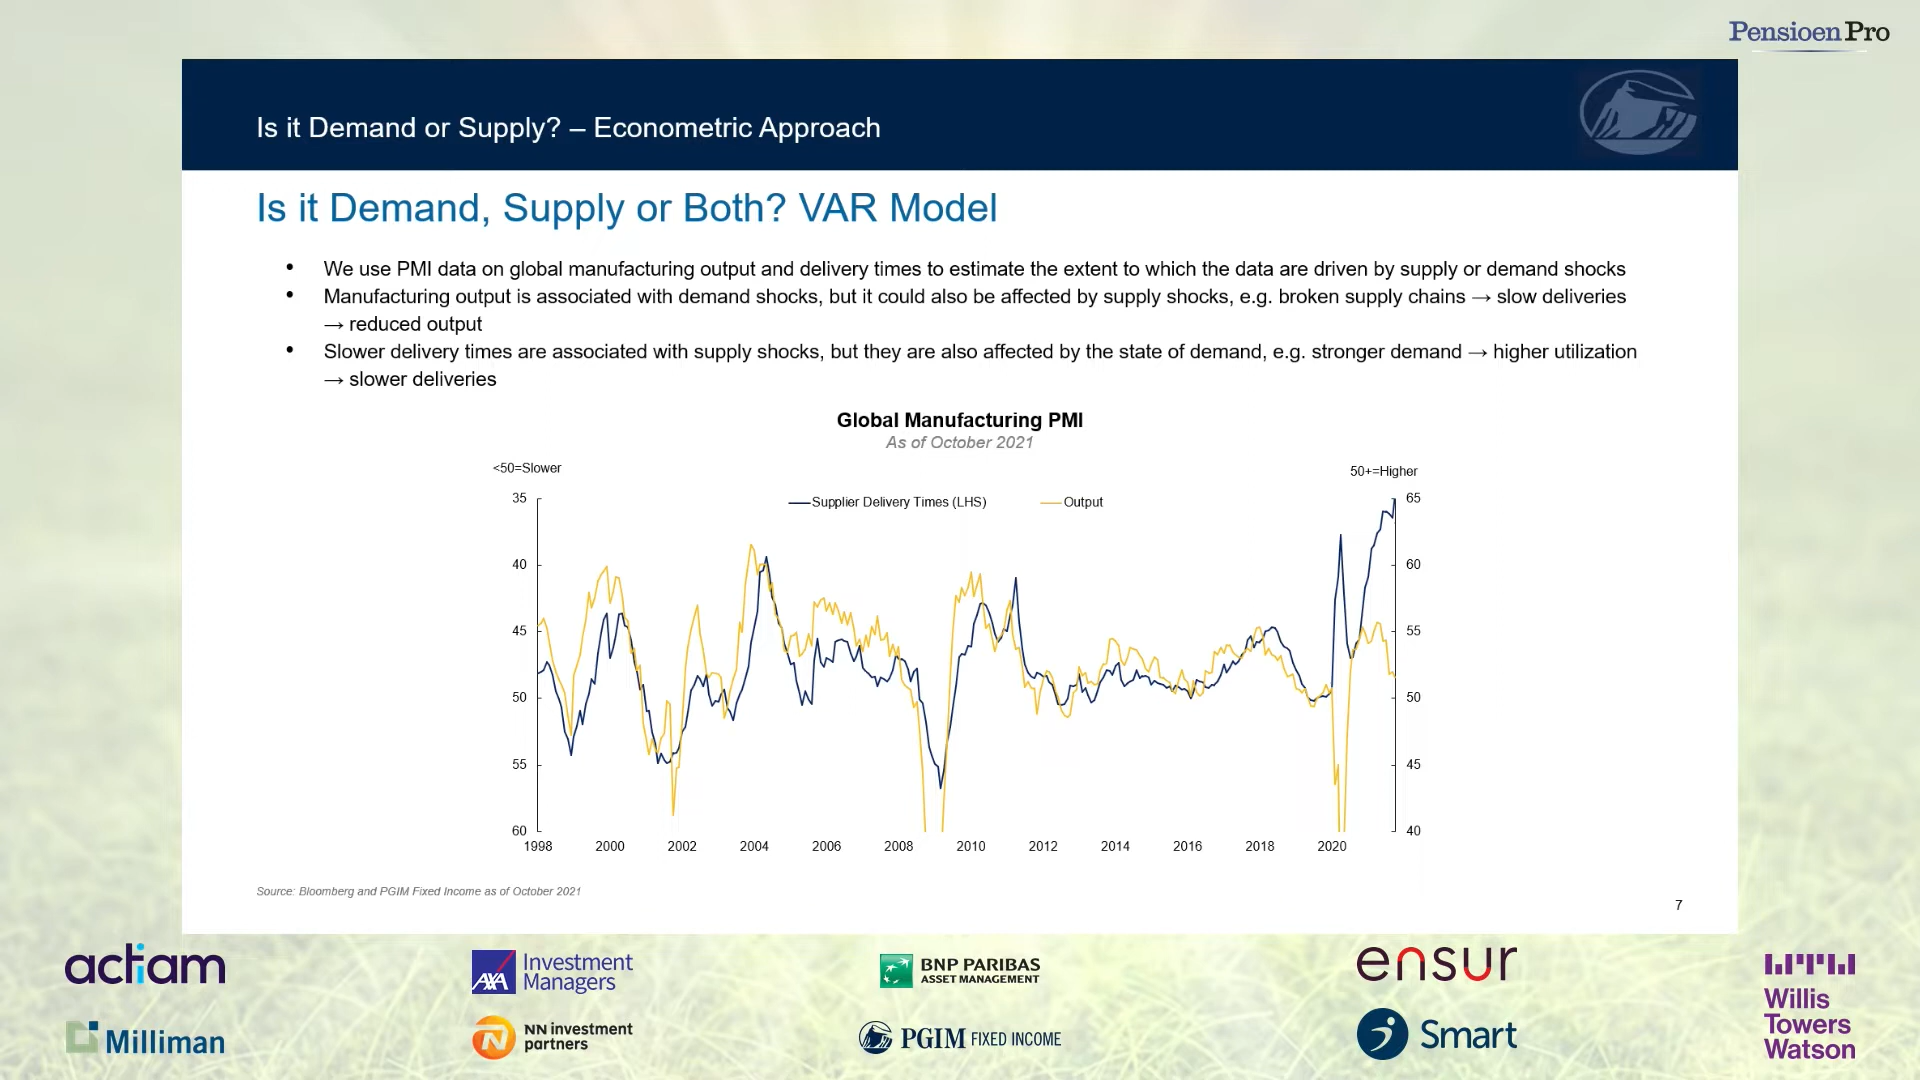 Pensioen Pro
Is it Demand or Supply? – Econometric Approach
Is it Demand, Supply or Both? VAR Model
• We use PMI data on global manufacturing output and delivery times to estimate the extent to which the data are driven by supply or demand shocks
• Manufacturing output is associated with demand shocks, but it could also be affected by supply shocks, e.g. broken supply chains → slow deliveries
→ reduced output
• Slower delivery times are associated with supply shocks, but they are also affected by the state of demand, e.g. stronger demand → higher utilization
→ slower deliveries
Global Manufacturing PMI
As of October 2021
<50=Slower
50+=Higher
Supplier Delivery Times (LHS)
Output
35
40
45
50
55
60
65
60
55
50
45
40
1998 2000 2002 2004 2006 2008 2010 2012 2014 2016 2018 2020
Source: Bloomberg and PGIM Fixed Income as of October 2021
7
actiam
AXA
Investment
Managers
BNP PARIBAS
ASSET MANAGEMENT
ensur
Willis
Towers
Watson
Milliman
NN investment
partners
PGIM FIXED INCOME
Smart